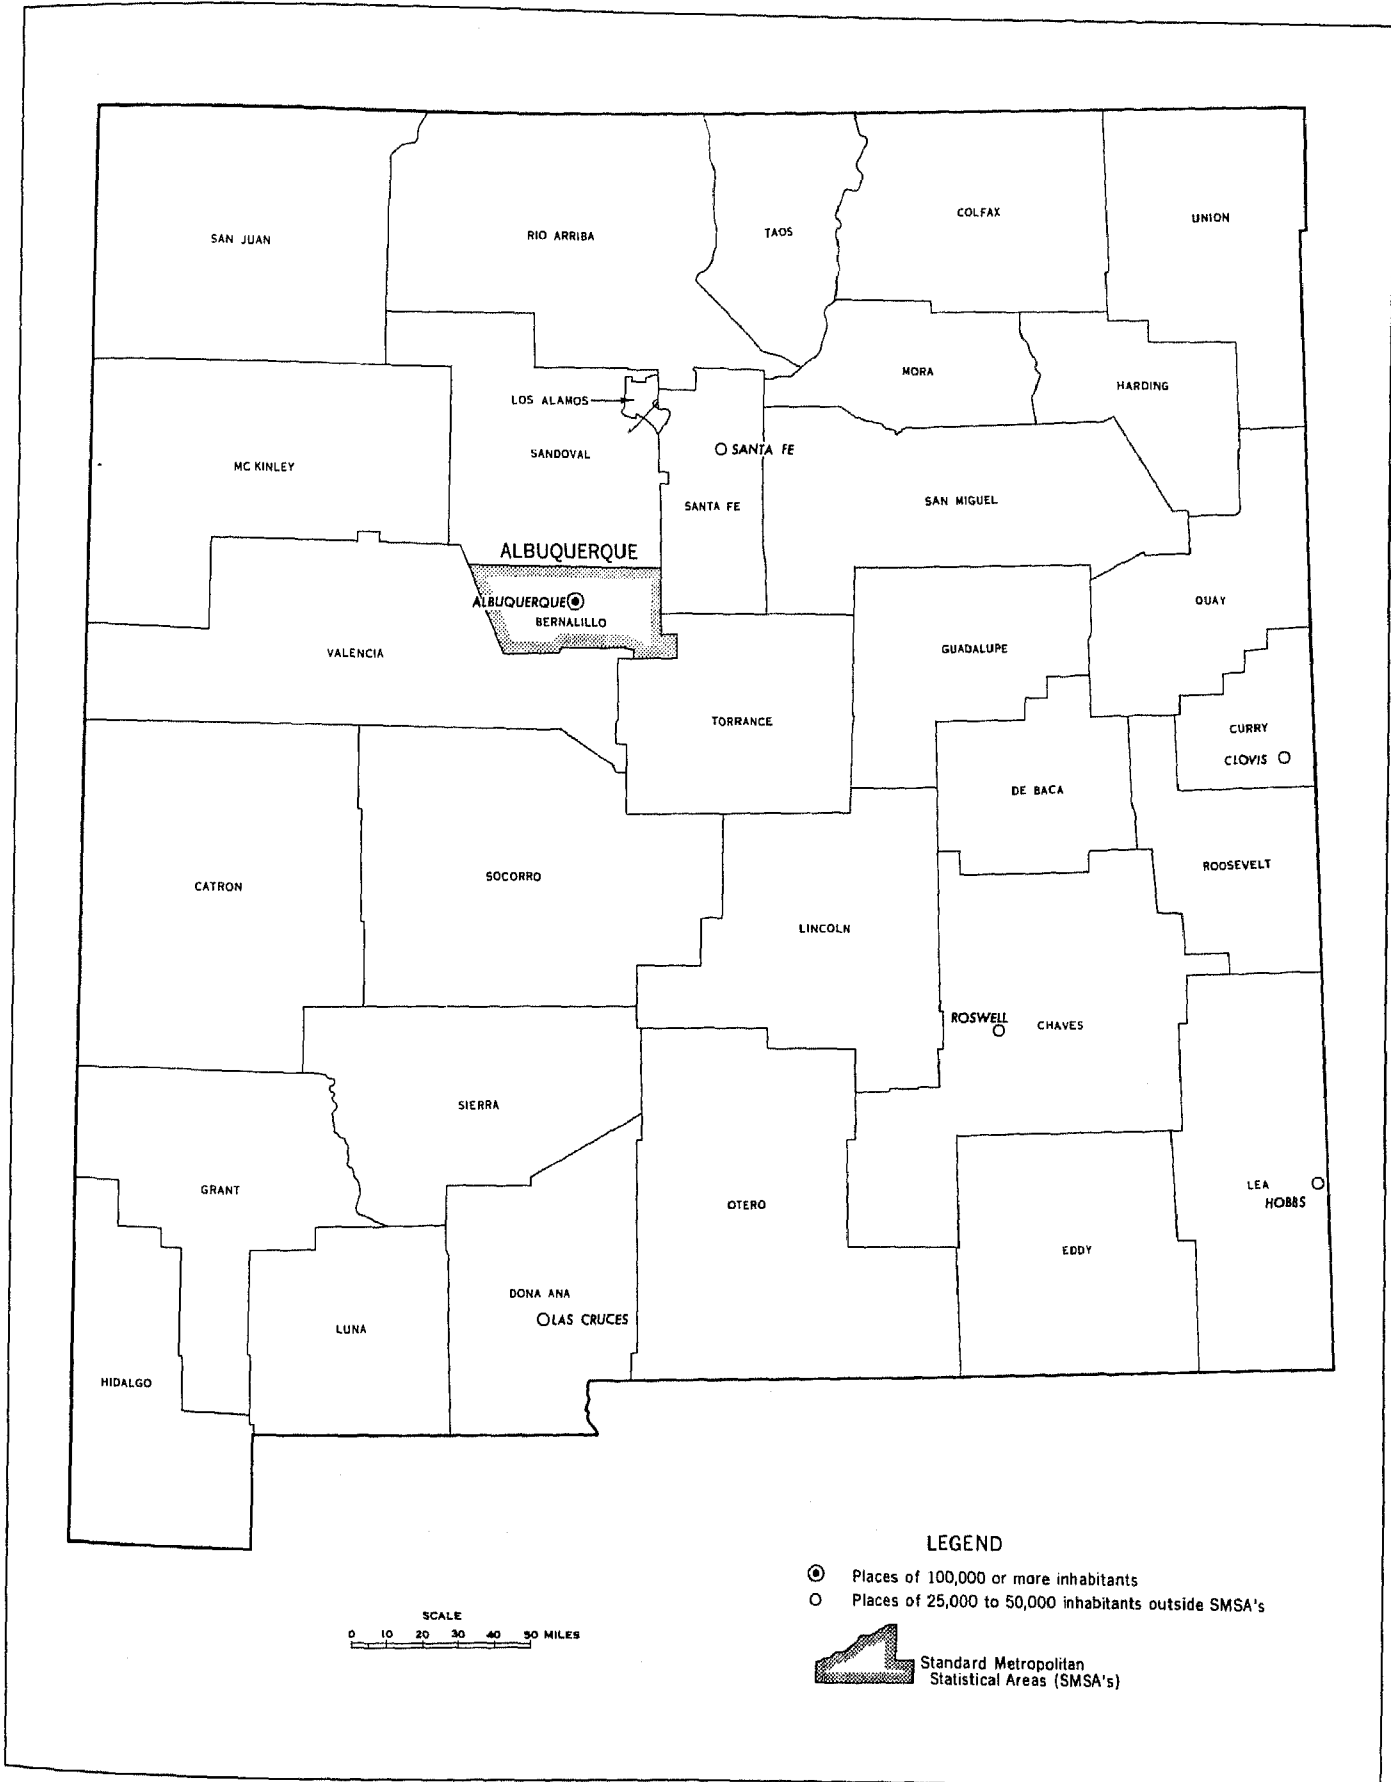 SAN JUAN
RIO ARRIBA
TAOS
COLFAX
UNION
LOS ALAMOS
MORA
HARDING
MC KINLEY
SANDOVAL
SANTA FE
SANTA FE
SAN MIGUEL
ALBUQUERQUE
ALBUQUERQUE
BERNALILLO
QUAY
VALENCIA
GUADALUPE
TORRANCE
CURRY
CLOVIS
DE BACA
CATRON
SOCORRO
ROOSEVELT
LINCOLN
ROSWELL
CHAVES
SIERRA
GRANT
OTERO
LEA
HOBBS
EDDY
DONA ANA
LAS CRUCES
LUNA
HIDALGO
LEGEND
Places of 100,000 or more inhabitants
Places of 25,000 to 50,000 inhabitants outside SMSA's
Standard Metropolitan
Statistical Areas (SMSA's)
SCALE
0 10 20 30 40 50 MILES